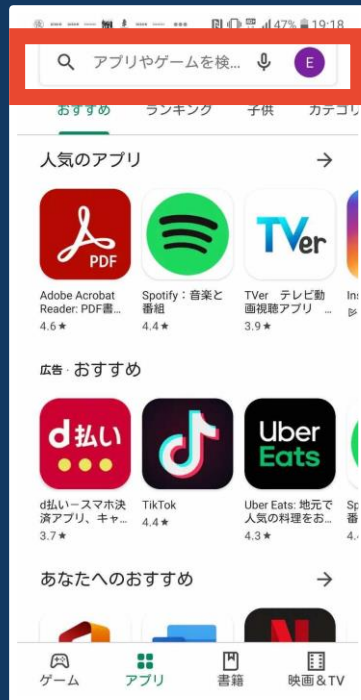 47% 19:18
アプリやゲームを検...
E
おすすめ ランキング 子供 カテゴリ
人気のアプリ
PDF
TVer
Adobe Acrobat
Reader: PDF書...
4.6★
Spotify：音楽と
番組
4.4★
TVer テレビ動
画視聴アプリ ...
3.9★
広告・おすすめ
d払い
Uber
Eats
d払い－スマホ決
済アプリ、キャ...
3.7★
TikTok
4.4★
Uber Eats: 地元で
人気の料理をお...
4.3★
あなたへのおすすめ
ゲーム
アプリ
書籍
映画&TV